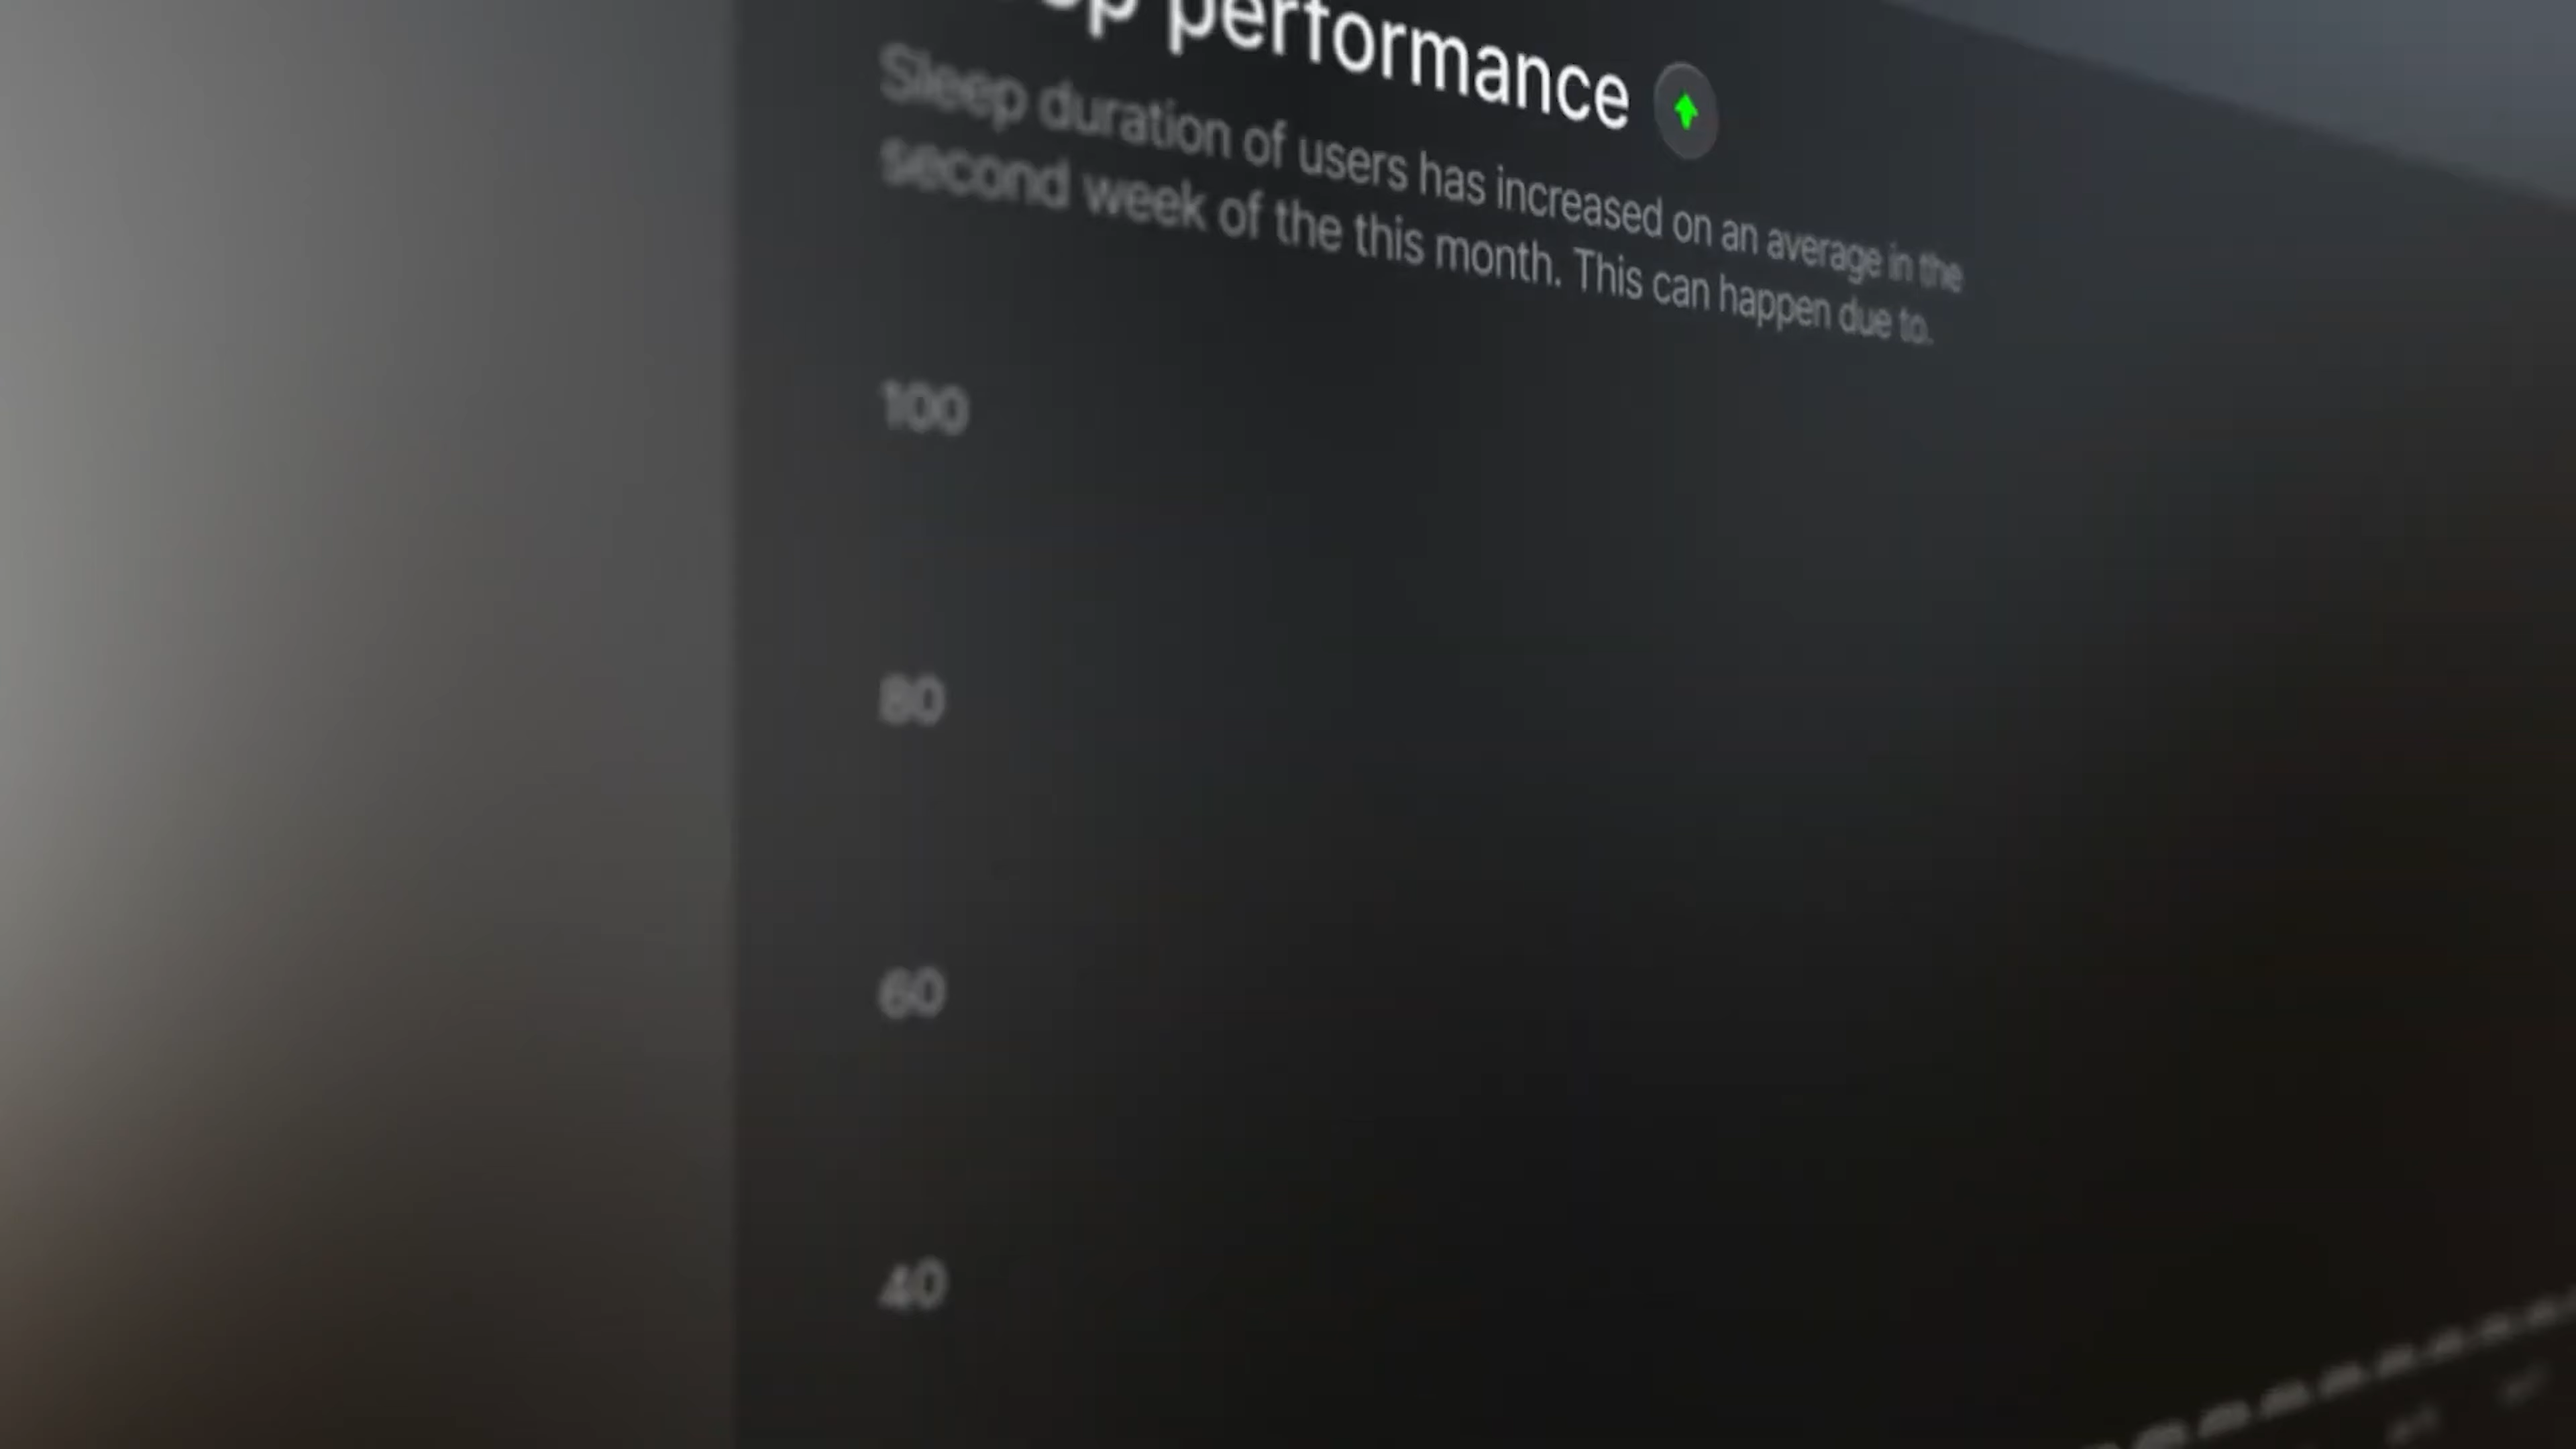 performance
Sleep duration of users has increased on an average in the
second week of the this month. This can happen due to.
100
80
60
40